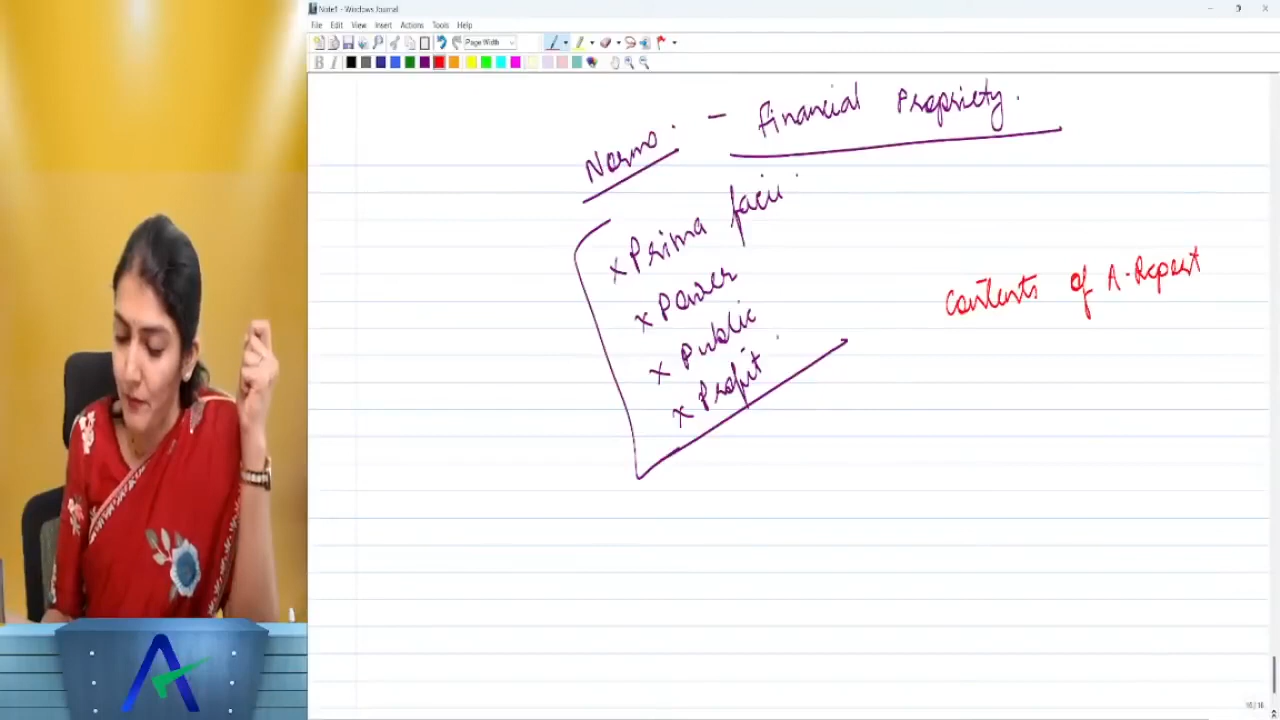 Note1 - Windows Journal
File Edit View Insert Actions Tools Help
Page Width
B I
Norms. - Financial Propriety.
x Prima facie
x Power
x Public
x Profit
Contents of A-Report